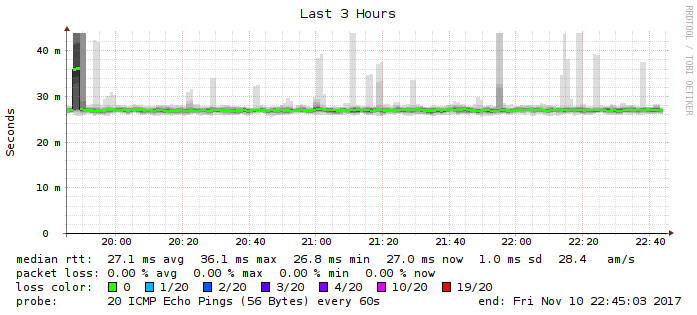 Last 3 Hours
RRDTOOL / TOBI OETIKER
Seconds
40 m
30 m
20 m
10 m
0
20:00 20:20 20:40 21:00 21:20 21:40 22:00 22:20 22:40
median rtt: 27.1 ms avg 36.1 ms max 26.8 ms min 27.0 ms now 1.0 ms sd 28.4 am/s
packet loss: 0.00 % avg 0.00 % max 0.00 % min 0.00 % now
loss color: 0 1/20 2/20 3/20 4/20 10/20 19/20
probe: 20 ICMP Echo Pings (56 Bytes) every 60s end: Fri Nov 10 22:45:03 2017